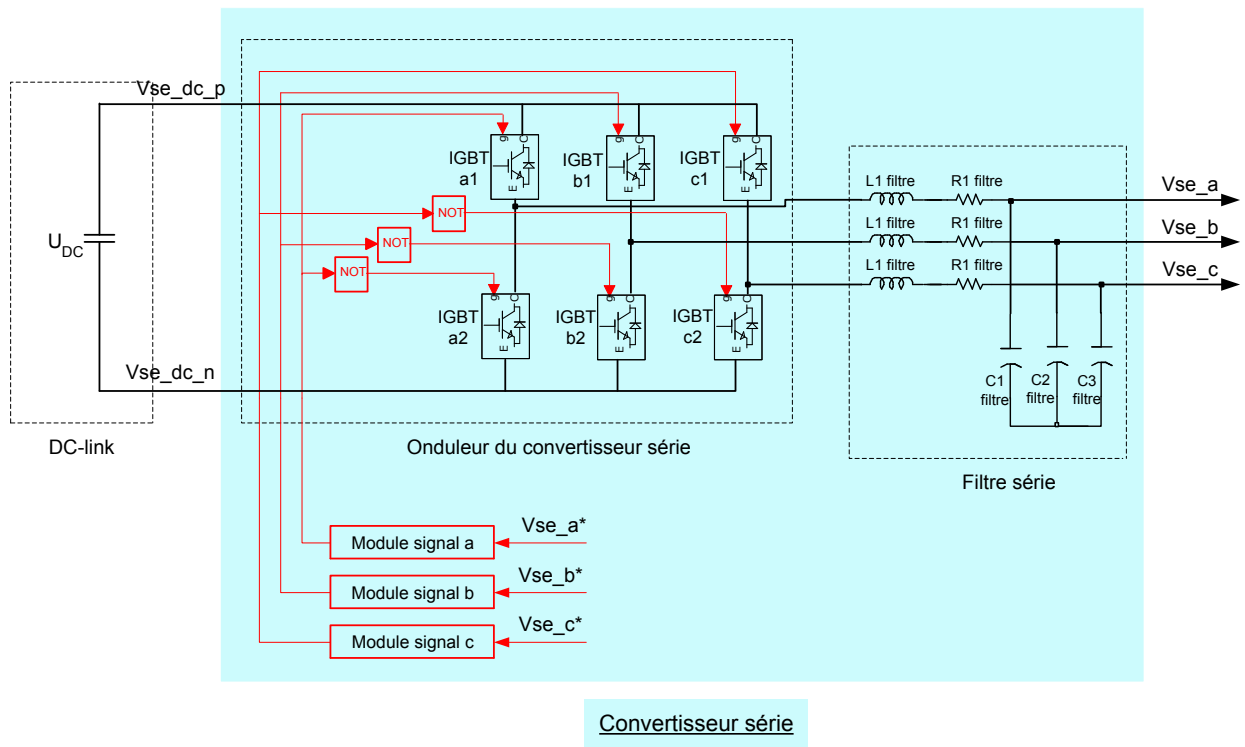 Vse_dc_p
g
C
E
IGBT
a1
g
C
E
IGBT
b1
g
C
E
IGBT
c1
NOT
NOT
NOT
U_DC
g
C
E
IGBT
a2
g
C
E
IGBT
b2
g
C
E
IGBT
c2
Vse_dc_n
DC-link
Onduleur du convertisseur série
L1 filtre
R1 filtre
Vse_a
L1 filtre
R1 filtre
Vse_b
L1 filtre
R1 filtre
Vse_c
C1
filtre
C2
filtre
C3
filtre
Filtre série
Module signal a
Vse_a*
Module signal b
Vse_b*
Module signal c
Vse_c*
Convertisseur série